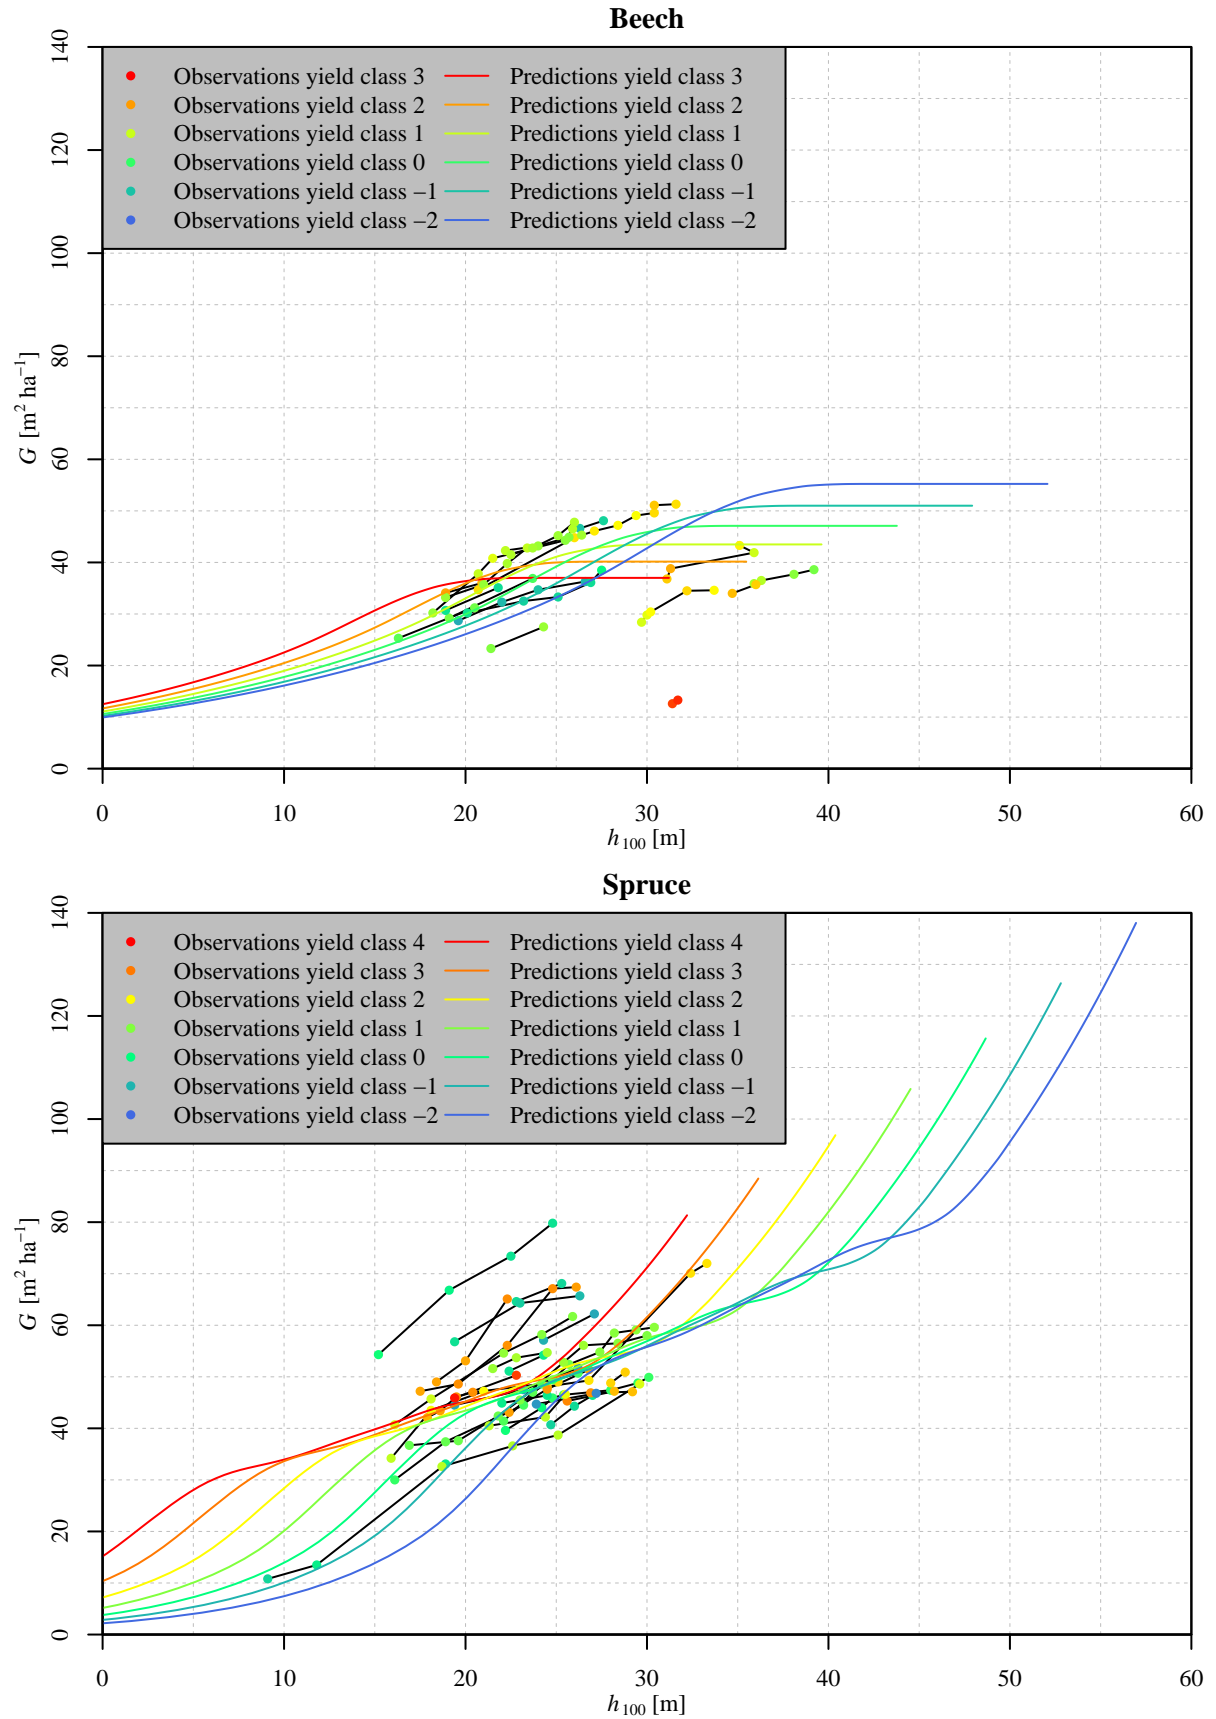 Beech
Observations yield class 3 Predictions yield class 3
Observations yield class 2 Predictions yield class 2
Observations yield class 1 Predictions yield class 1
Observations yield class 0 Predictions yield class 0
Observations yield class −1 Predictions yield class −1
Observations yield class −2 Predictions yield class −2
140
120
100
80
60
40
20
0
G [m² ha⁻¹]
0 10 20 30 40 50 60
h₁₀₀ [m]
Spruce
Observations yield class 4 Predictions yield class 4
Observations yield class 3 Predictions yield class 3
Observations yield class 2 Predictions yield class 2
Observations yield class 1 Predictions yield class 1
Observations yield class 0 Predictions yield class 0
Observations yield class −1 Predictions yield class −1
Observations yield class −2 Predictions yield class −2
140
120
100
80
60
40
20
0
G [m² ha⁻¹]
0 10 20 30 40 50 60
h₁₀₀ [m]